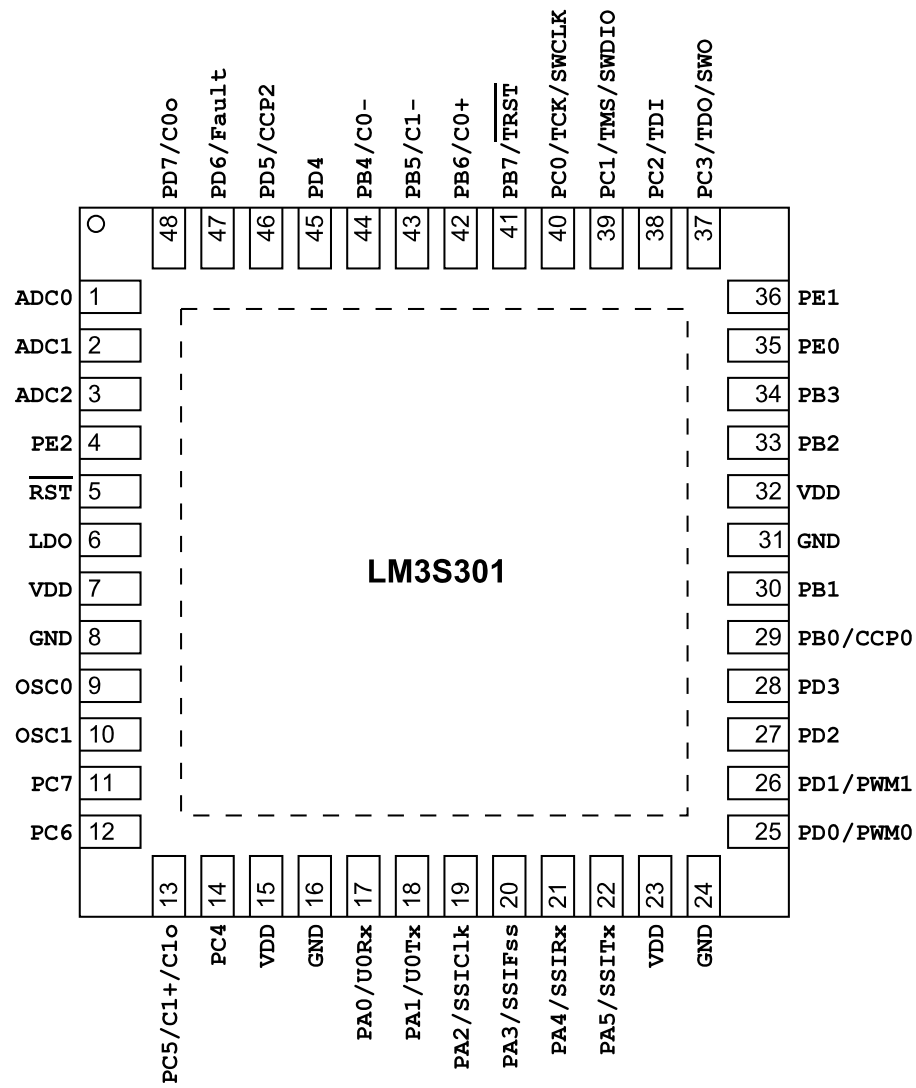 PD7/C0o
PD6/Fault
PD5/CCP2
PD4
PB4/C0-
PB5/C1-
PB6/C0+
PB7/TRST
PC0/TCK/SWCLK
PC1/TMS/SWDIO
PC2/TDI
PC3/TDO/SWO
48
47
46
45
44
43
42
41
40
39
38
37
ADC0 1
36 PE1
ADC1 2
35 PE0
ADC2 3
34 PB3
PE2 4
33 PB2
RST 5
32 VDD
LDO 6
31 GND
LM3S301
VDD 7
30 PB1
GND 8
29 PB0/CCP0
OSC0 9
28 PD3
OSC1 10
27 PD2
PC7 11
26 PD1/PWM1
PC6 12
25 PD0/PWM0
13
14
15
16
17
18
19
20
21
22
23
24
PC5/C1+/C1o
PC4
VDD
GND
PA0/U0Rx
PA1/U0Tx
PA2/SSIClk
PA3/SSIFss
PA4/SSIRx
PA5/SSITx
VDD
GND